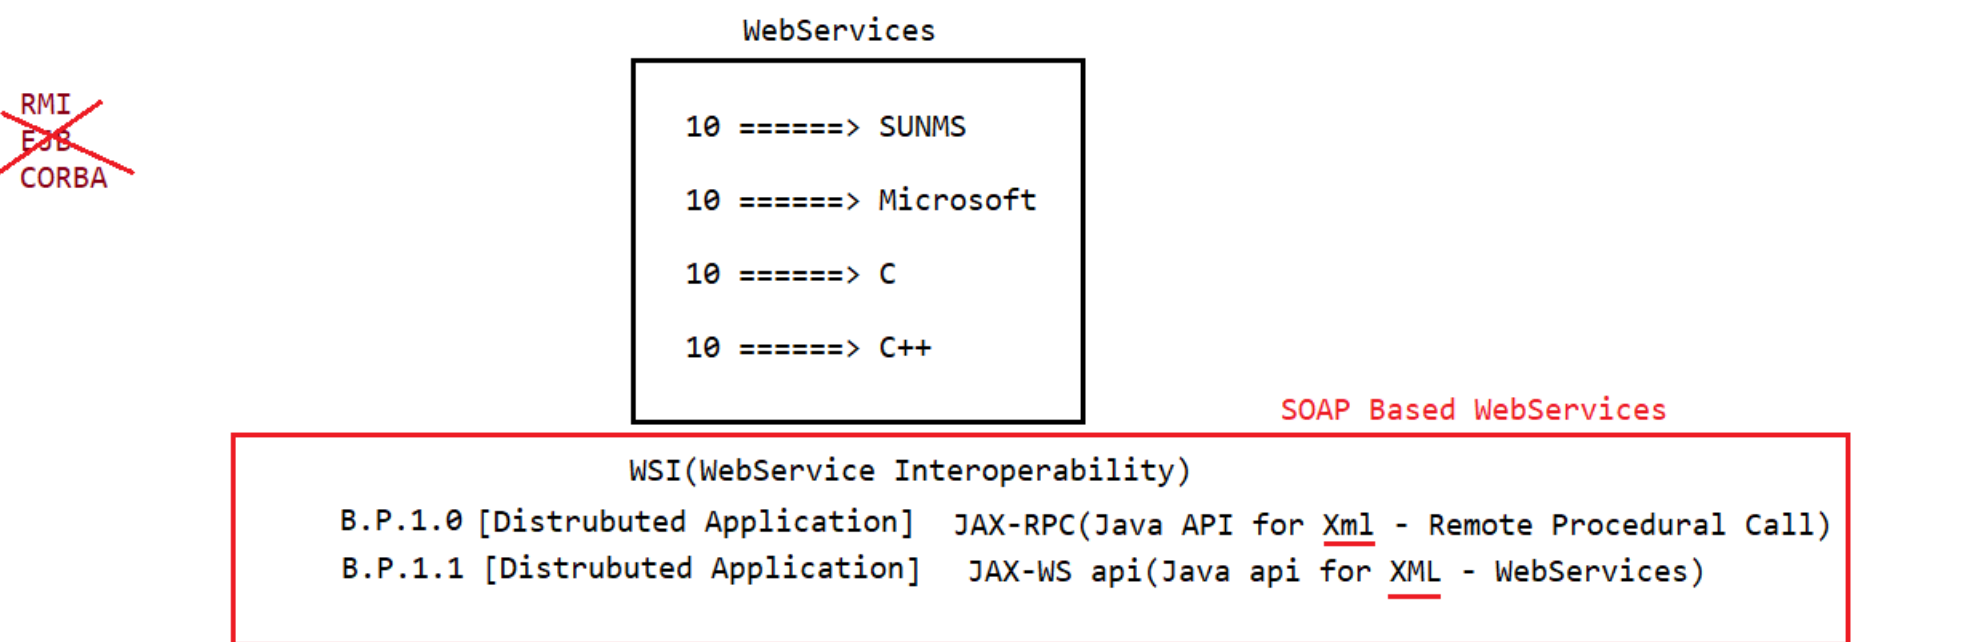 WebServices
RMI
EJB
CORBA
10 ======> SUNMS
10 ======> Microsoft
10 ======> C
10 ======> C++
SOAP Based WebServices
WSI(WebService Interoperability)
B.P.1.0 [Distrubuted Application] JAX-RPC(Java API for Xml - Remote Procedural Call)
B.P.1.1 [Distrubuted Application] JAX-WS api(Java api for XML - WebServices)